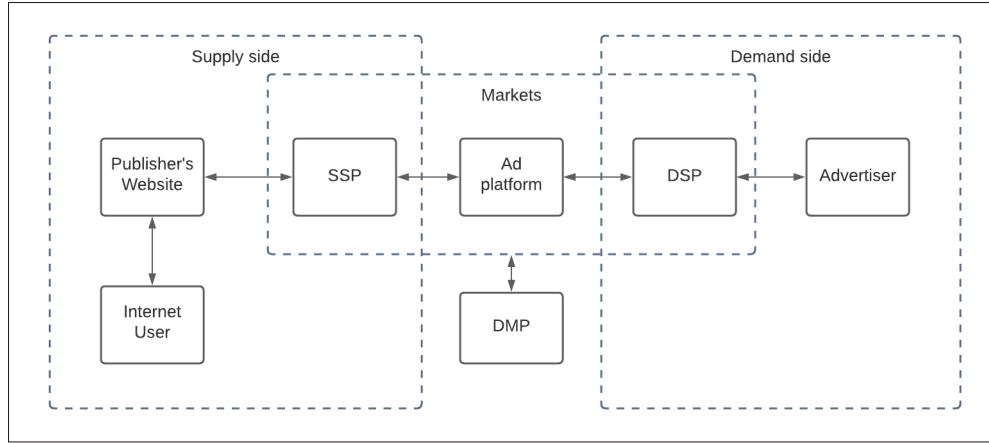 Supply side
Demand side
Markets
Publisher's
Website
SSP
Ad
platform
DSP
Advertiser
Internet
User
DMP